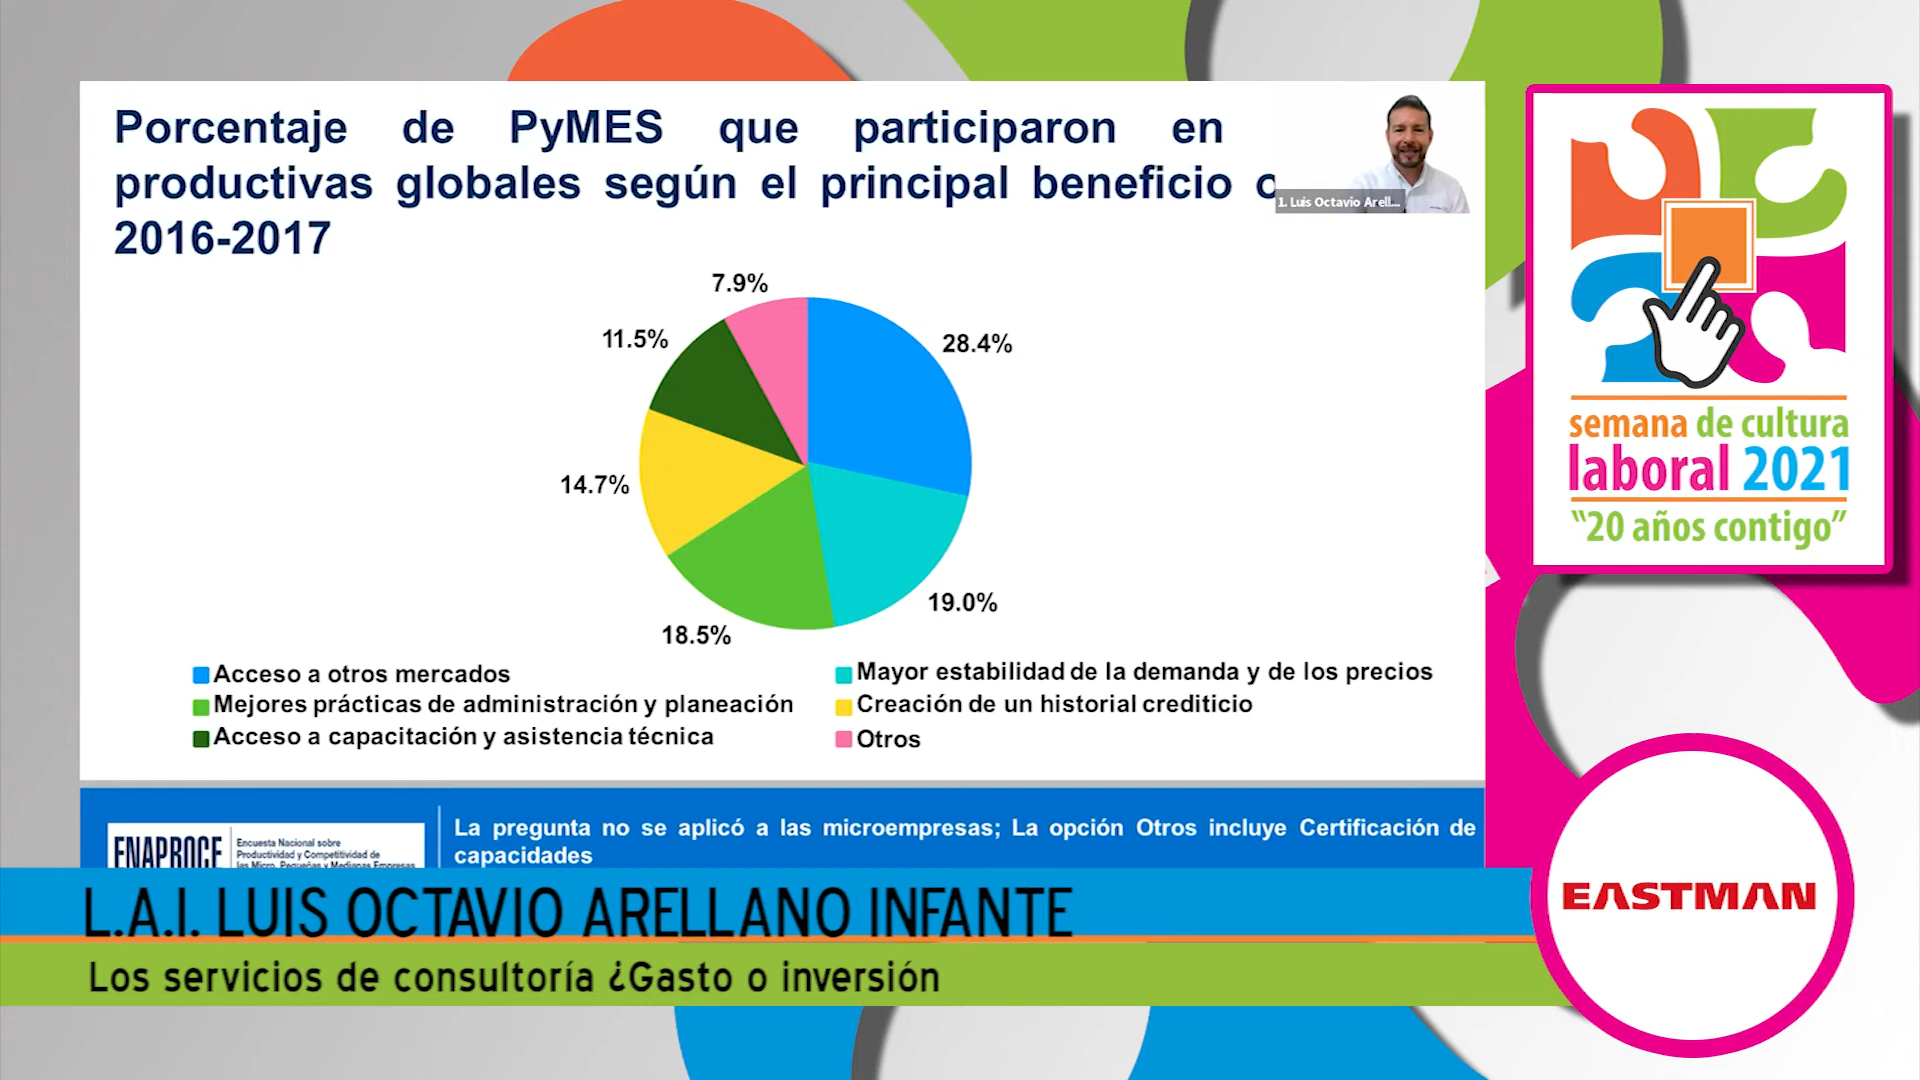 Porcentaje de PyMES que participaron en
productivas globales según el principal beneficio
2016-2017
1. Luis Octavio Arell...
7.9%
11.5%
28.4%
14.7%
19.0%
18.5%
Acceso a otros mercados
Mayor estabilidad de la demanda y de los precios
Mejores prácticas de administración y planeación
Creación de un historial crediticio
Acceso a capacitación y asistencia técnica
Otros
ENAPROCE
Encuesta Nacional sobre
Productividad y Competitividad de
las Micro, Pequeñas y Medianas Empresas
La pregunta no se aplicó a las microempresas; La opción Otros incluye Certificación de
capacidades
L.A.I. LUIS OCTAVIO ARELLANO INFANTE
Los servicios de consultoría ¿Gasto o inversión
semana de cultura
laboral 2021
“20 años contigo”
EASTMAN